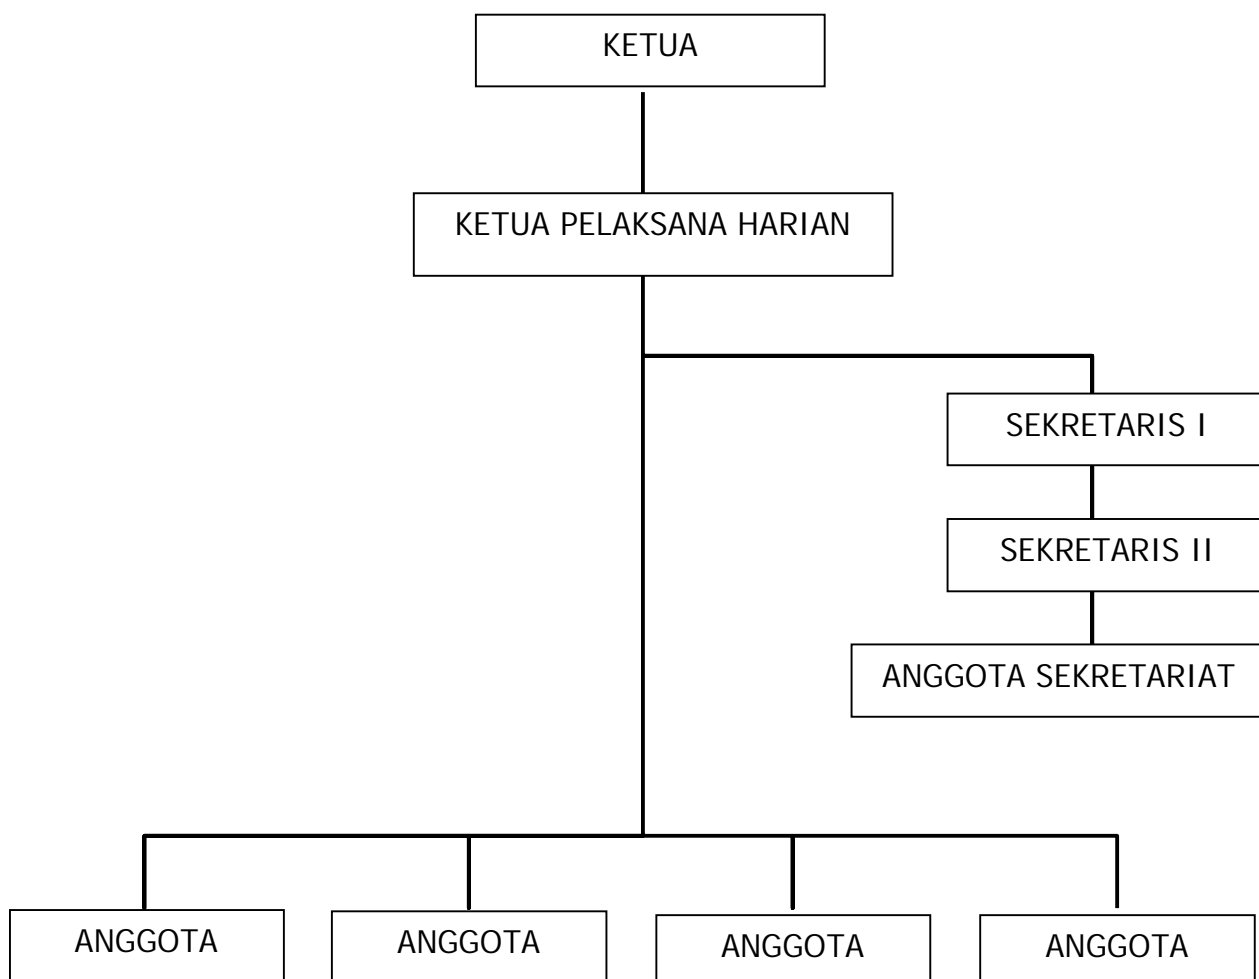 KETUA
KETUA PELAKSANA HARIAN
SEKRETARIS I
SEKRETARIS II
ANGGOTA SEKRETARIAT
ANGGOTA
ANGGOTA
ANGGOTA
ANGGOTA